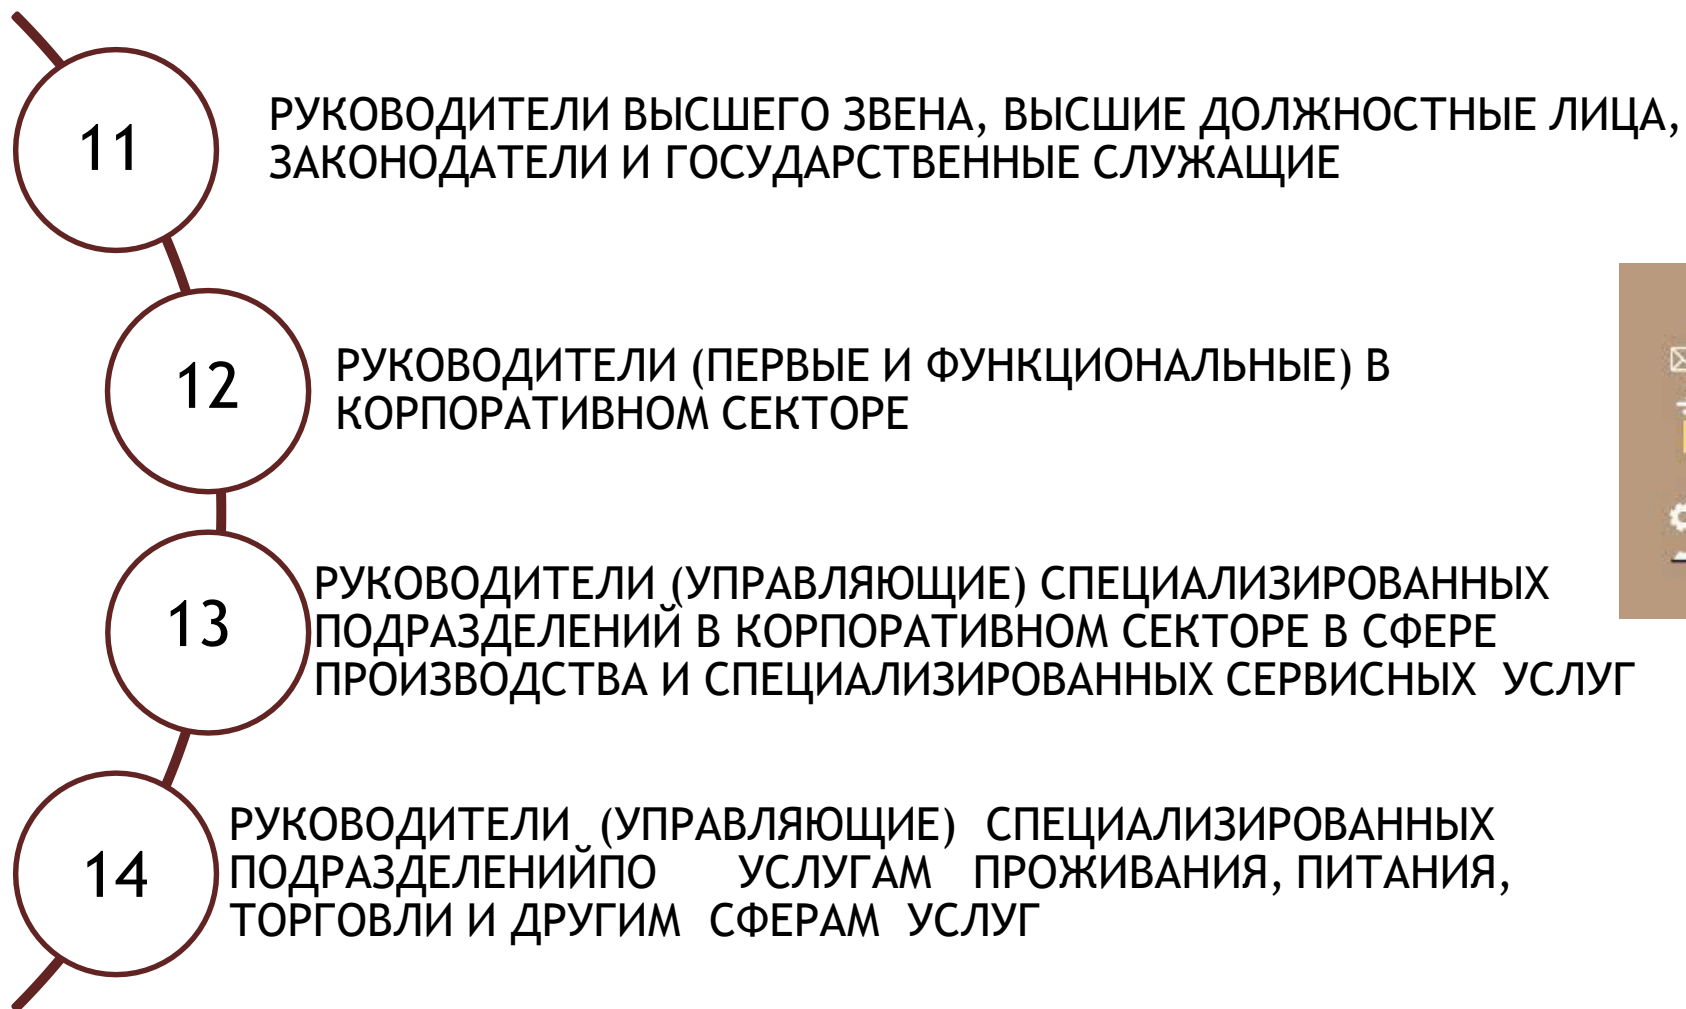 11
РУКОВОДИТЕЛИ ВЫСШЕГО ЗВЕНА, ВЫСШИЕ ДОЛЖНОСТНЫЕ ЛИЦА,
ЗАКОНОДАТЕЛИ И ГОСУДАРСТВЕННЫЕ СЛУЖАЩИЕ
12
РУКОВОДИТЕЛИ (ПЕРВЫЕ И ФУНКЦИОНАЛЬНЫЕ) В
КОРПОРАТИВНОМ СЕКТОРЕ
13
РУКОВОДИТЕЛИ (УПРАВЛЯЮЩИЕ) СПЕЦИАЛИЗИРОВАННЫХ
ПОДРАЗДЕЛЕНИЙ В КОРПОРАТИВНОМ СЕКТОРЕ В СФЕРЕ
ПРОИЗВОДСТВА И СПЕЦИАЛИЗИРОВАННЫХ СЕРВИСНЫХ УСЛУГ
14
РУКОВОДИТЕЛИ (УПРАВЛЯЮЩИЕ) СПЕЦИАЛИЗИРОВАННЫХ
ПОДРАЗДЕЛЕНИЙПО УСЛУГАМ ПРОЖИВАНИЯ, ПИТАНИЯ,
ТОРГОВЛИ И ДРУГИМ СФЕРАМ УСЛУГ